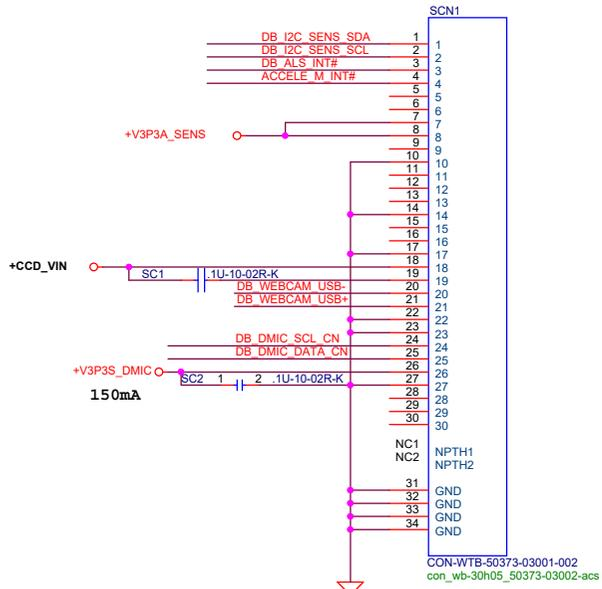 SCN1
DB_I2C_SENS_SDA 1 1
DB_I2C_SENS_SCL 2 2
DB_ALS_INT# 3 3
ACCELE_M_INT# 4 4
5 5
6 6
7 7
+V3P3A_SENS 8 8
9 9
10 10
11 11
12 12
13 13
14 14
15 15
16 16
17 17
+CCD_VIN 18 18
SC1 .1U-10-02R-K 19 19
DB_WEBCAM_USB- 20 20
DB_WEBCAM_USB+ 21 21
22 22
23 23
DB_DMIC_SCL_CN 24 24
DB_DMIC_DATA_CN 25 25
+V3P3S_DMIC 26 26
SC2 1 2 .1U-10-02R-K 27 27
150mA 28 28
29 29
30 30
NC1 NPTH1
NC2 NPTH2
31 GND
32 GND
33 GND
34 GND
CON-WTB-50373-03001-002
con_wb-30h05_50373-03002-acs